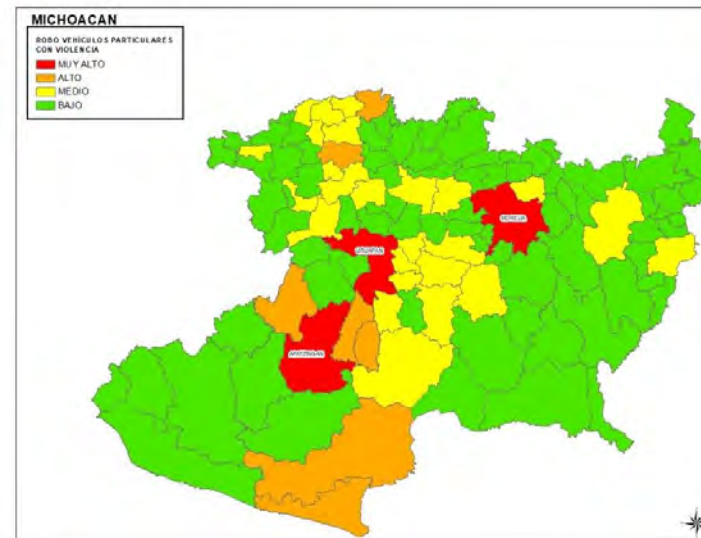 MICHOACAN
ROBO VEHÍCULOS PARTICULARES
CON VIOLENCIA
MUY ALTO
ALTO
MEDIO
BAJO
MORELIA
URUAPAN
APATZINGAN